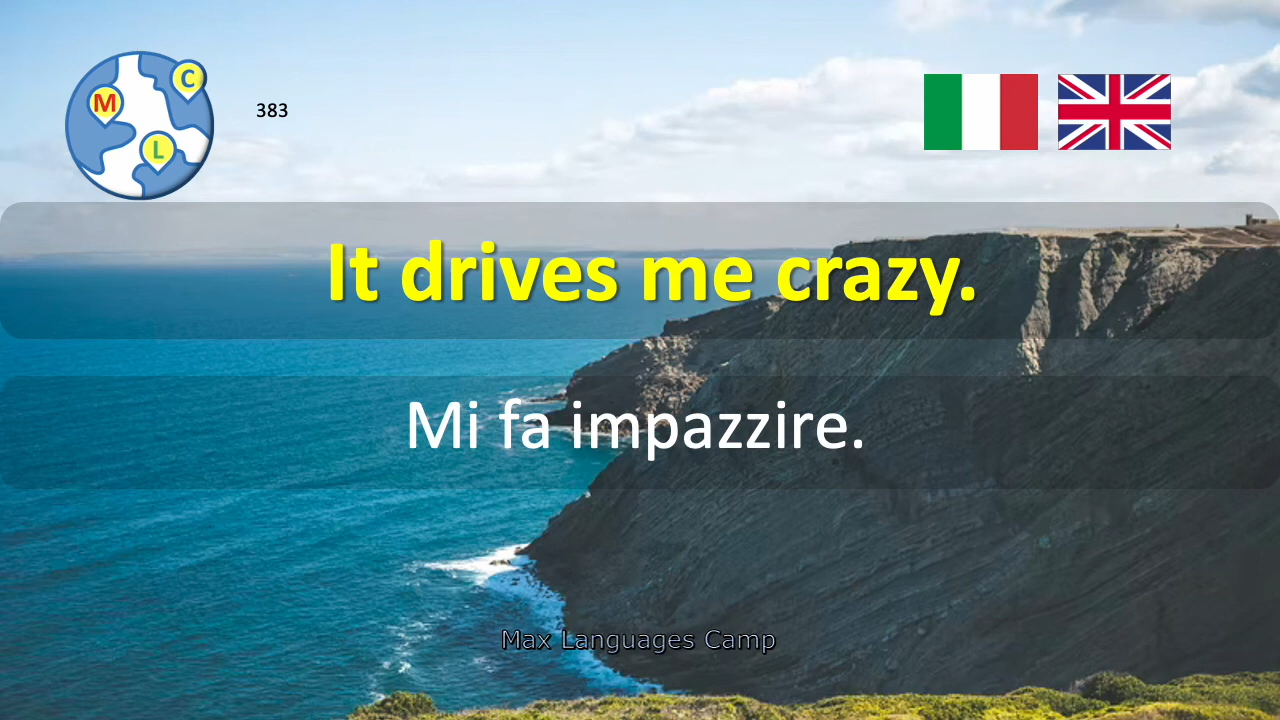 C
M
L
383
It drives me crazy.
Mi fa impazzire.
Max Languages Camp